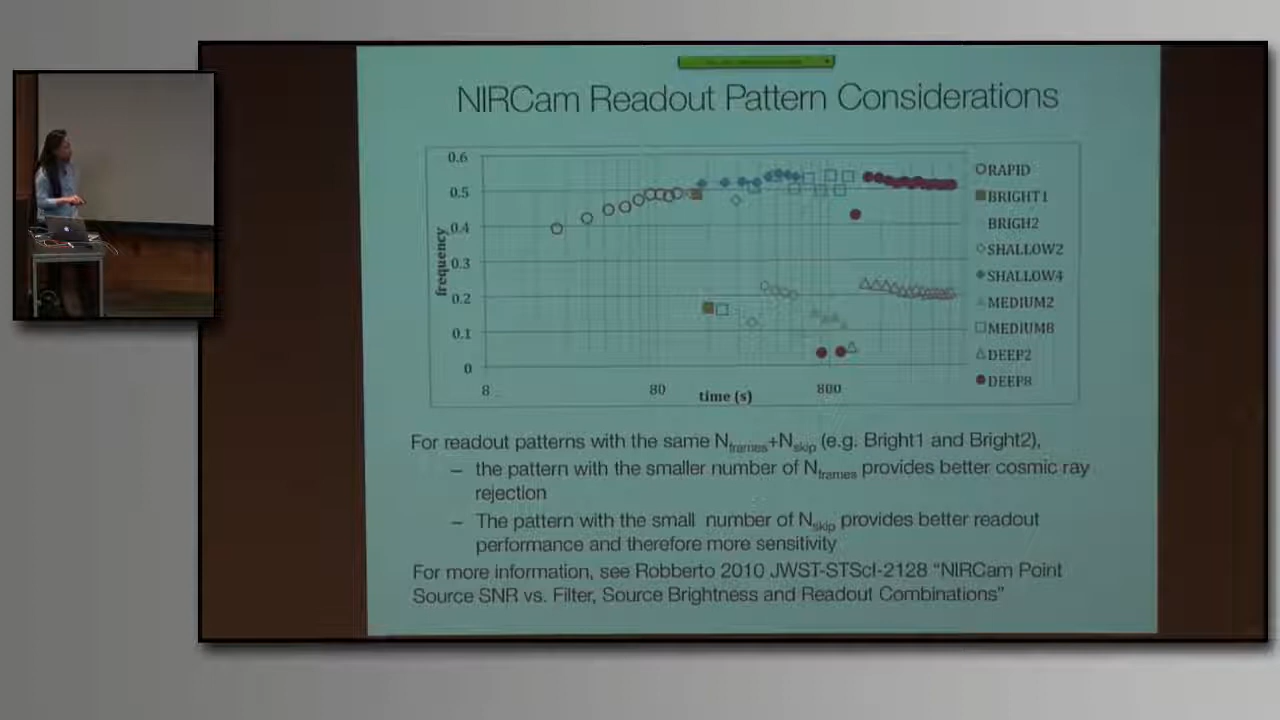 NIRCam Readout Pattern Considerations
0.6
0.5
0.4
0.3
0.2
0.1
0
frequency
8
80
800
time (s)
RAPID
BRIGHT1
BRIGH2
SHALLOW2
SHALLOW4
MEDIUM2
MEDIUM8
DEEP2
DEEP8
For readout patterns with the same Nframes+Nskip (e.g. Bright1 and Bright2),
– the pattern with the smaller number of Nframes provides better cosmic ray
rejection
– The pattern with the small number of Nskip provides better readout
performance and therefore more sensitivity
For more information, see Robberto 2010 JWST-STScI-2128 “NIRCam Point
Source SNR vs. Filter, Source Brightness and Readout Combinations”